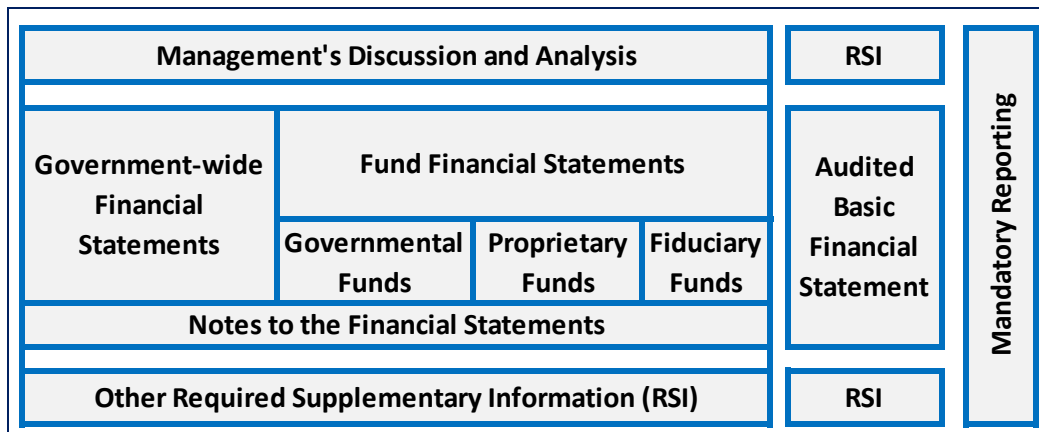 Management's Discussion and Analysis
RSI
Government-wide
Financial
Statements
Fund Financial Statements
Governmental
Funds
Proprietary
Funds
Fiduciary
Funds
Notes to the Financial Statements
Audited
Basic
Financial
Statement
Other Required Supplementary Information (RSI)
RSI
Mandatory Reporting